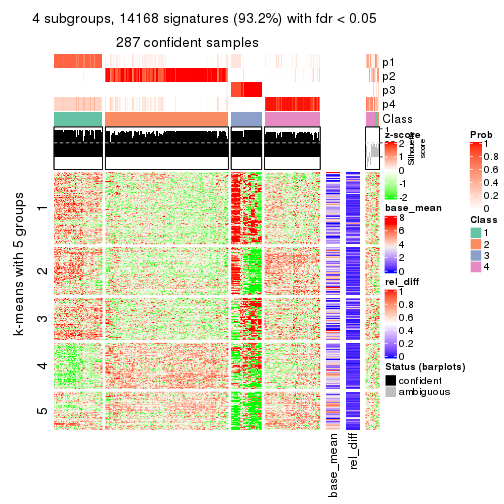 4 subgroups, 14168 signatures (93.2%) with fdr < 0.05
287 confident samples
p1
p2
p3
p4
Class
1
Silhouette
score
z-score
2
1
0
-1
-2
base_mean
8
6
4
2
0
rel_diff
1
0.8
0.6
0.4
0.2
0
Status (barplots)
confident
ambiguous
Prob
1
0.8
0.6
0.4
0.2
0
Class
1
2
3
4
k-means with 5 groups
1
2
3
4
5
base_mean
rel_diff